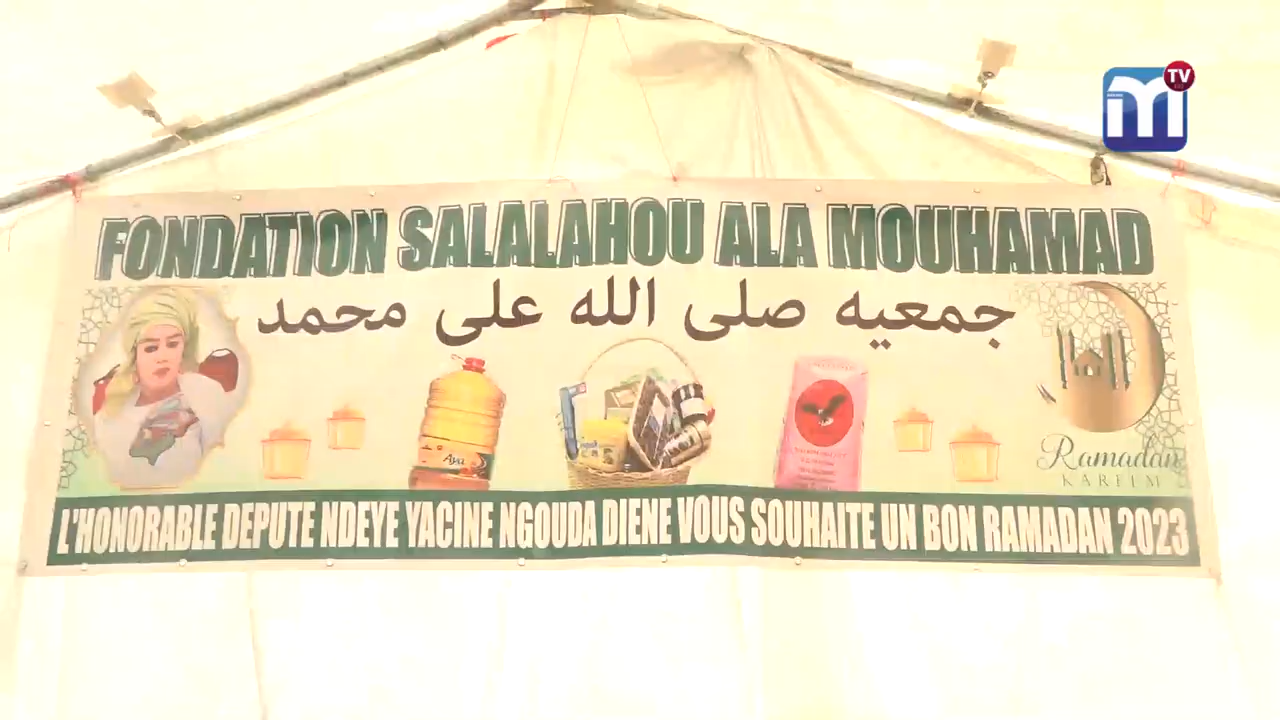 TV
FONDATION SALALAHOU ALA MOUHAMAD
جمعيه صلى الله على محمد
Aya
Ramadan
KAREEM
L'HONORABLE DEPUTE NDEYE YACINE NGOUDA DIENE VOUS SOUHAITE UN BON RAMADAN 2023